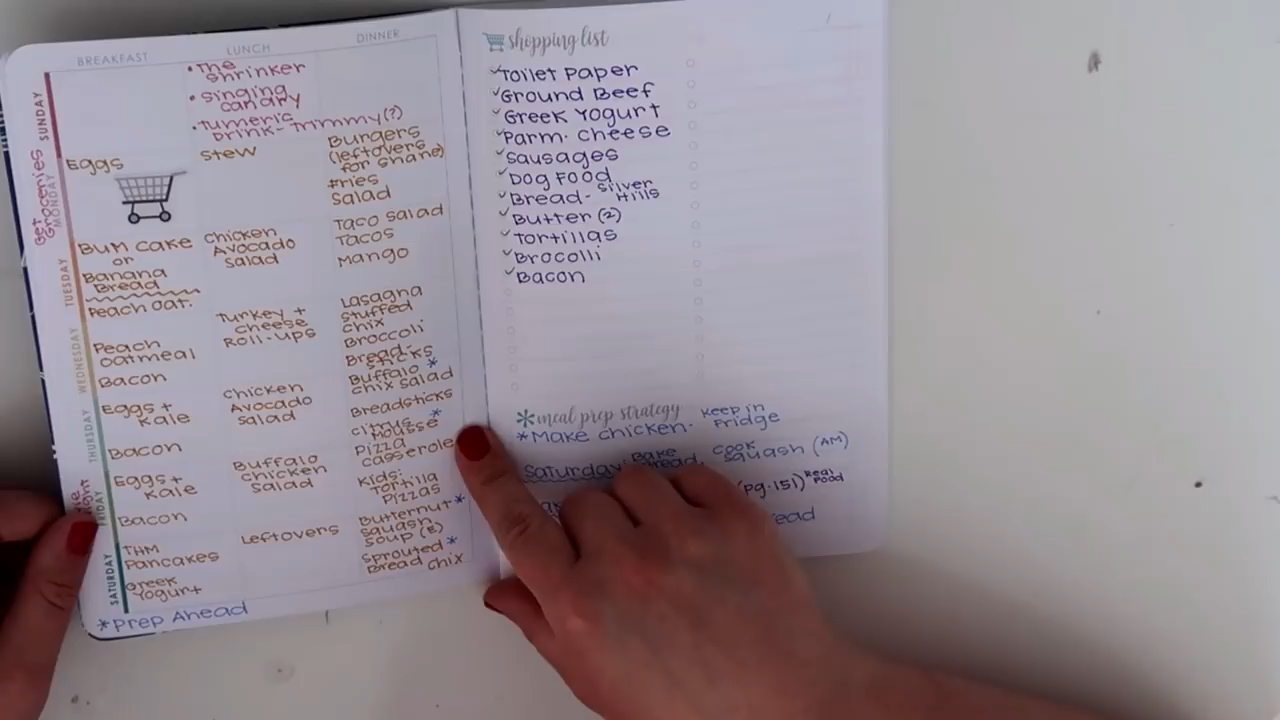 BREAKFAST
LUNCH
DINNER
SUNDAY
• The
shrinker
• singing
canary
• Tumeric
Drink- Trimmy(?)
Get
Groceries
MONDAY
Eggs
Stew
Burgers
(leftovers
for Shane)
Fries
Salad
TUESDAY
BUM Cake
or
Banana
Bread
Peach Oat.
Chicken
Avocado
Salad
Taco Salad
Tacos
Mango
WEDNESDAY
Peach
Oatmeal
Bacon
Turkey +
Cheese
Roll-ups
Lasagna
Stuffed
Chix
Broccoli
Bread-
sticks
THURSDAY
Eggs +
Kale
Bacon
Chicken
Avocado
Salad
Buffalo *
Chix Salad
Breadsticks
Citrus *
Mousse
FRIDAY
Eggs +
Kale
Bacon
Buffalo
Chicken
Salad
Pizza
Casserole
Kids:
Tortilla
Pizzas
SATURDAY
THM
Pancakes
Greek
Yogurt
Leftovers
Butternut *
Squash
Soup (E)
Sprouted *
Bread Chix
*Prep Ahead
shopping list
Toilet Paper
Ground Beef
Greek Yogurt
Parm. Cheese
Sausages
Dog Food
Bread- Silver
Hills
Butter (2)
Tortillas
Brocolli
Bacon
*meal prep strategy
*Make chicken- Keep in
Fridge
Saturday: Bake
Bread, Cook
Squash (AM)
(pg.151) Real
Food